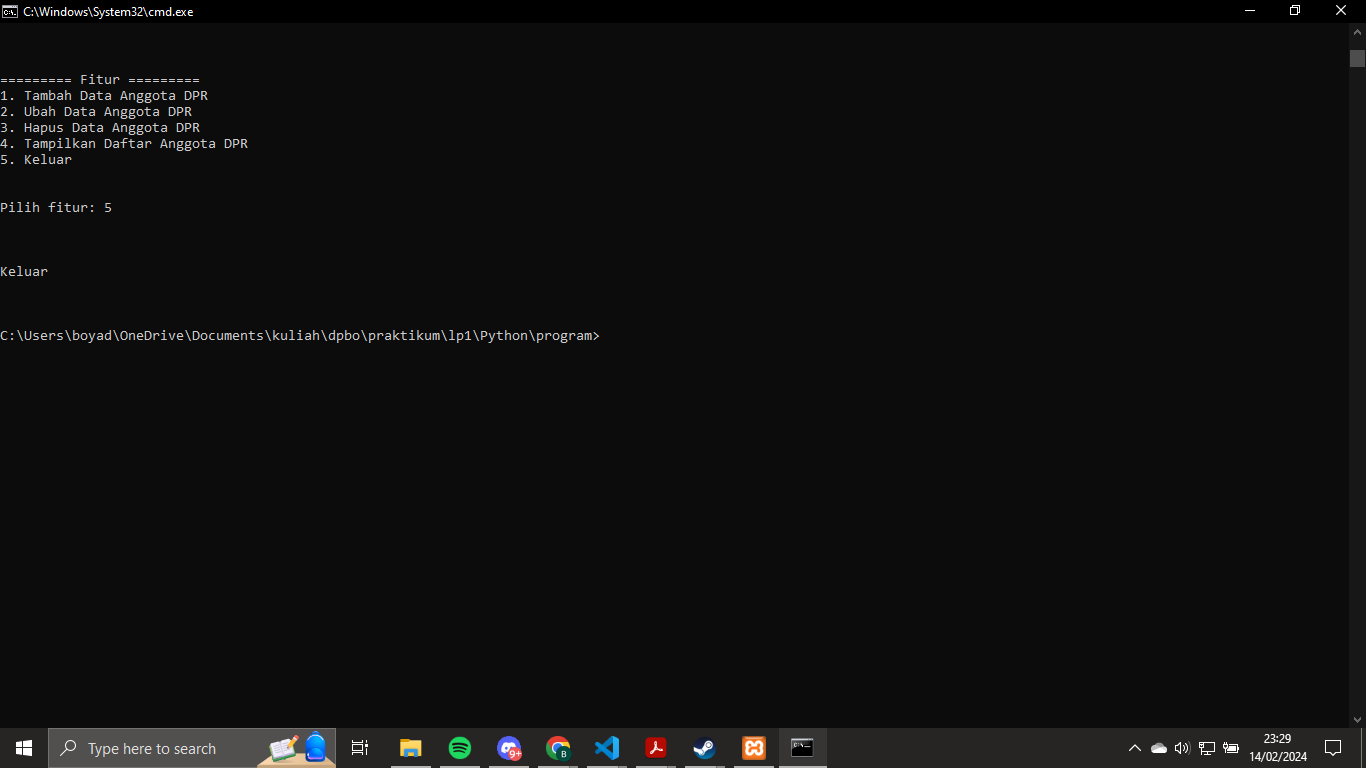 C:\Windows\System32\cmd.exe
========= Fitur =========
1. Tambah Data Anggota DPR
2. Ubah Data Anggota DPR
3. Hapus Data Anggota DPR
4. Tampilkan Daftar Anggota DPR
5. Keluar
Pilih fitur: 5
Keluar
C:\Users\boyad\OneDrive\Documents\kuliah\dpbo\praktikum\lp1\Python\program>
Type here to search
9+
B
23:29
14/02/2024